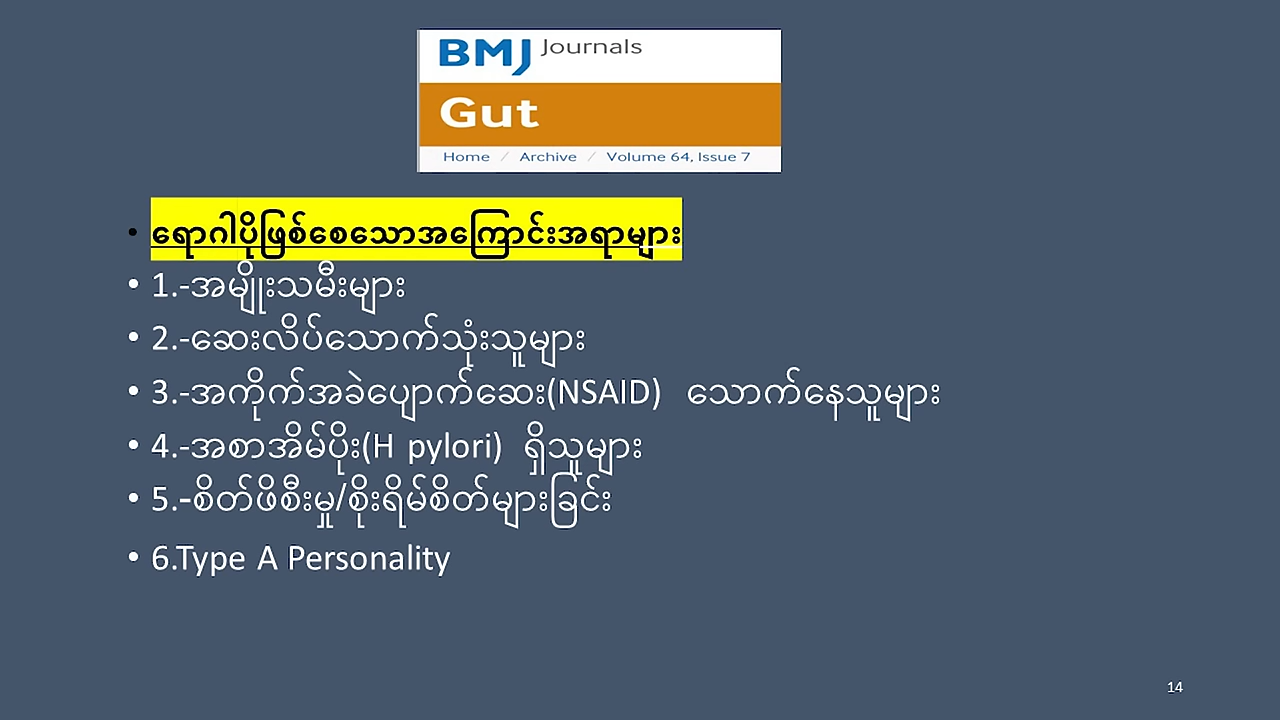 BMJ Journals
Gut
Home / Archive / Volume 64, Issue 7
• ရောဂါပိုဖြစ်စေသောအကြောင်းအရာများ
• 1.-အမျိုးသမီးများ
• 2.-ဆေးလိပ်သောက်သုံးသူများ
• 3.-အကိုက်အခဲပျောက်ဆေး(NSAID) သောက်နေသူများ
• 4.-အစာအိမ်ပိုး(H pylori) ရှိသူများ
• 5.-စိတ်ဖိစီးမှု/စိုးရိမ်စိတ်များခြင်း
• 6.Type A Personality
14